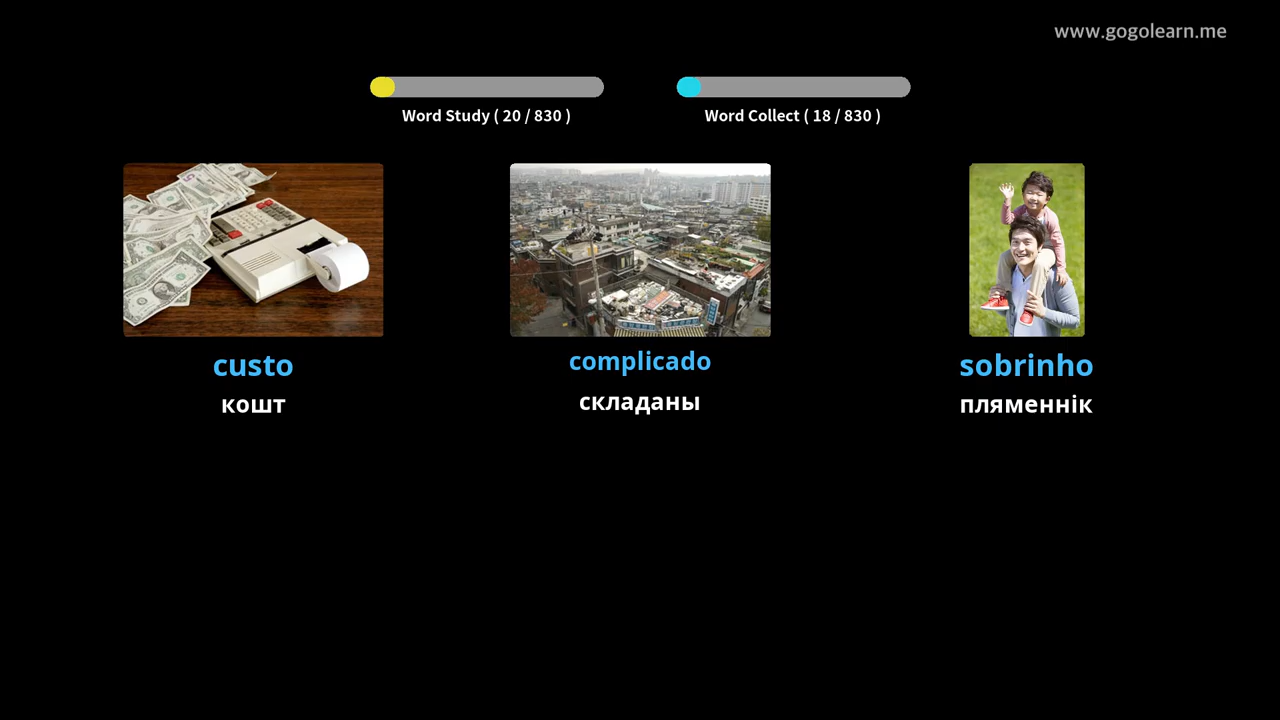 www.gogolearn.me
Word Study ( 20 / 830 )
Word Collect ( 18 / 830 )
custo
complicado
sobrinho
кошт
складаны
пляменнік